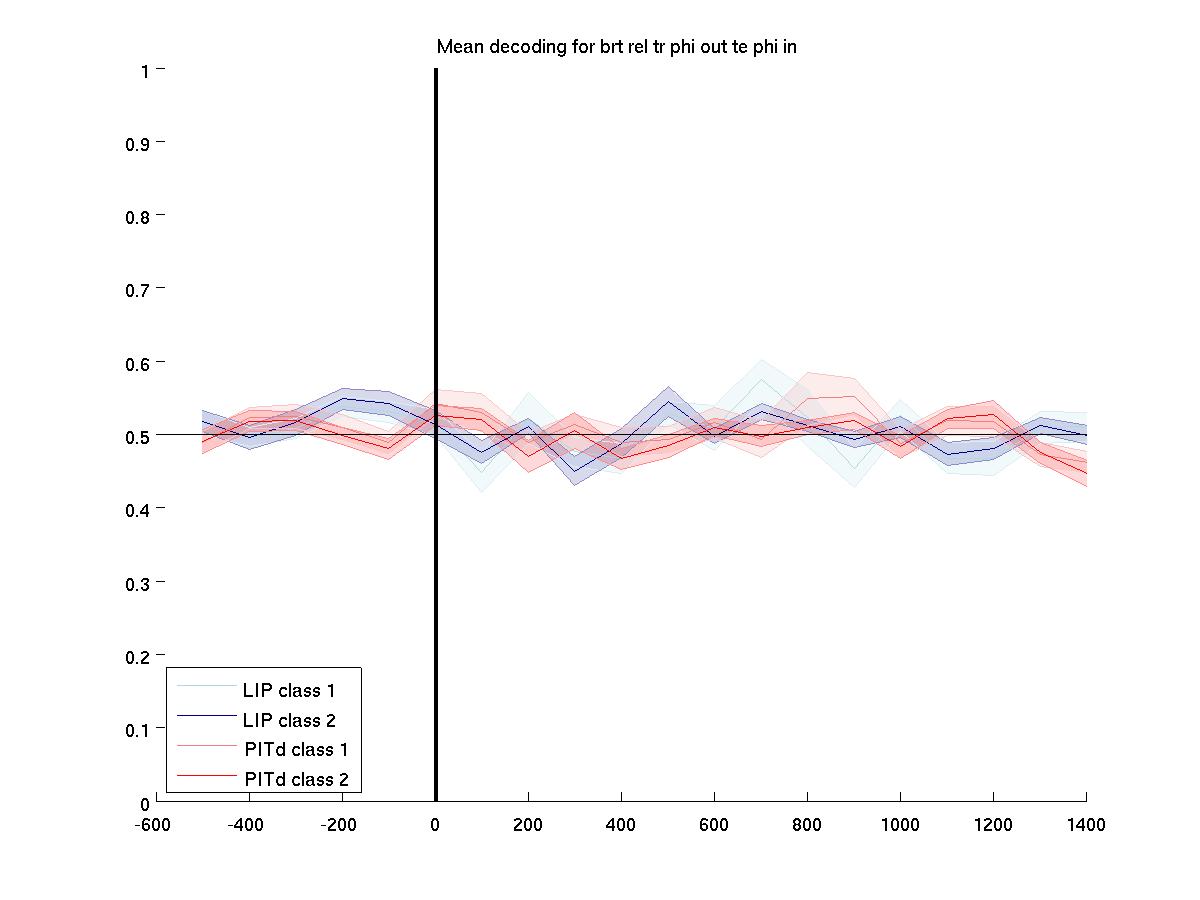 Mean decoding for brt rel tr phi out te phi in
1
0.9
0.8
0.7
0.6
0.5
0.4
0.3
0.2
0.1
0
LIP class 1
LIP class 2
PITd class 1
PITd class 2
-600 -400 -200 0 200 400 600 800 1000 1200 1400